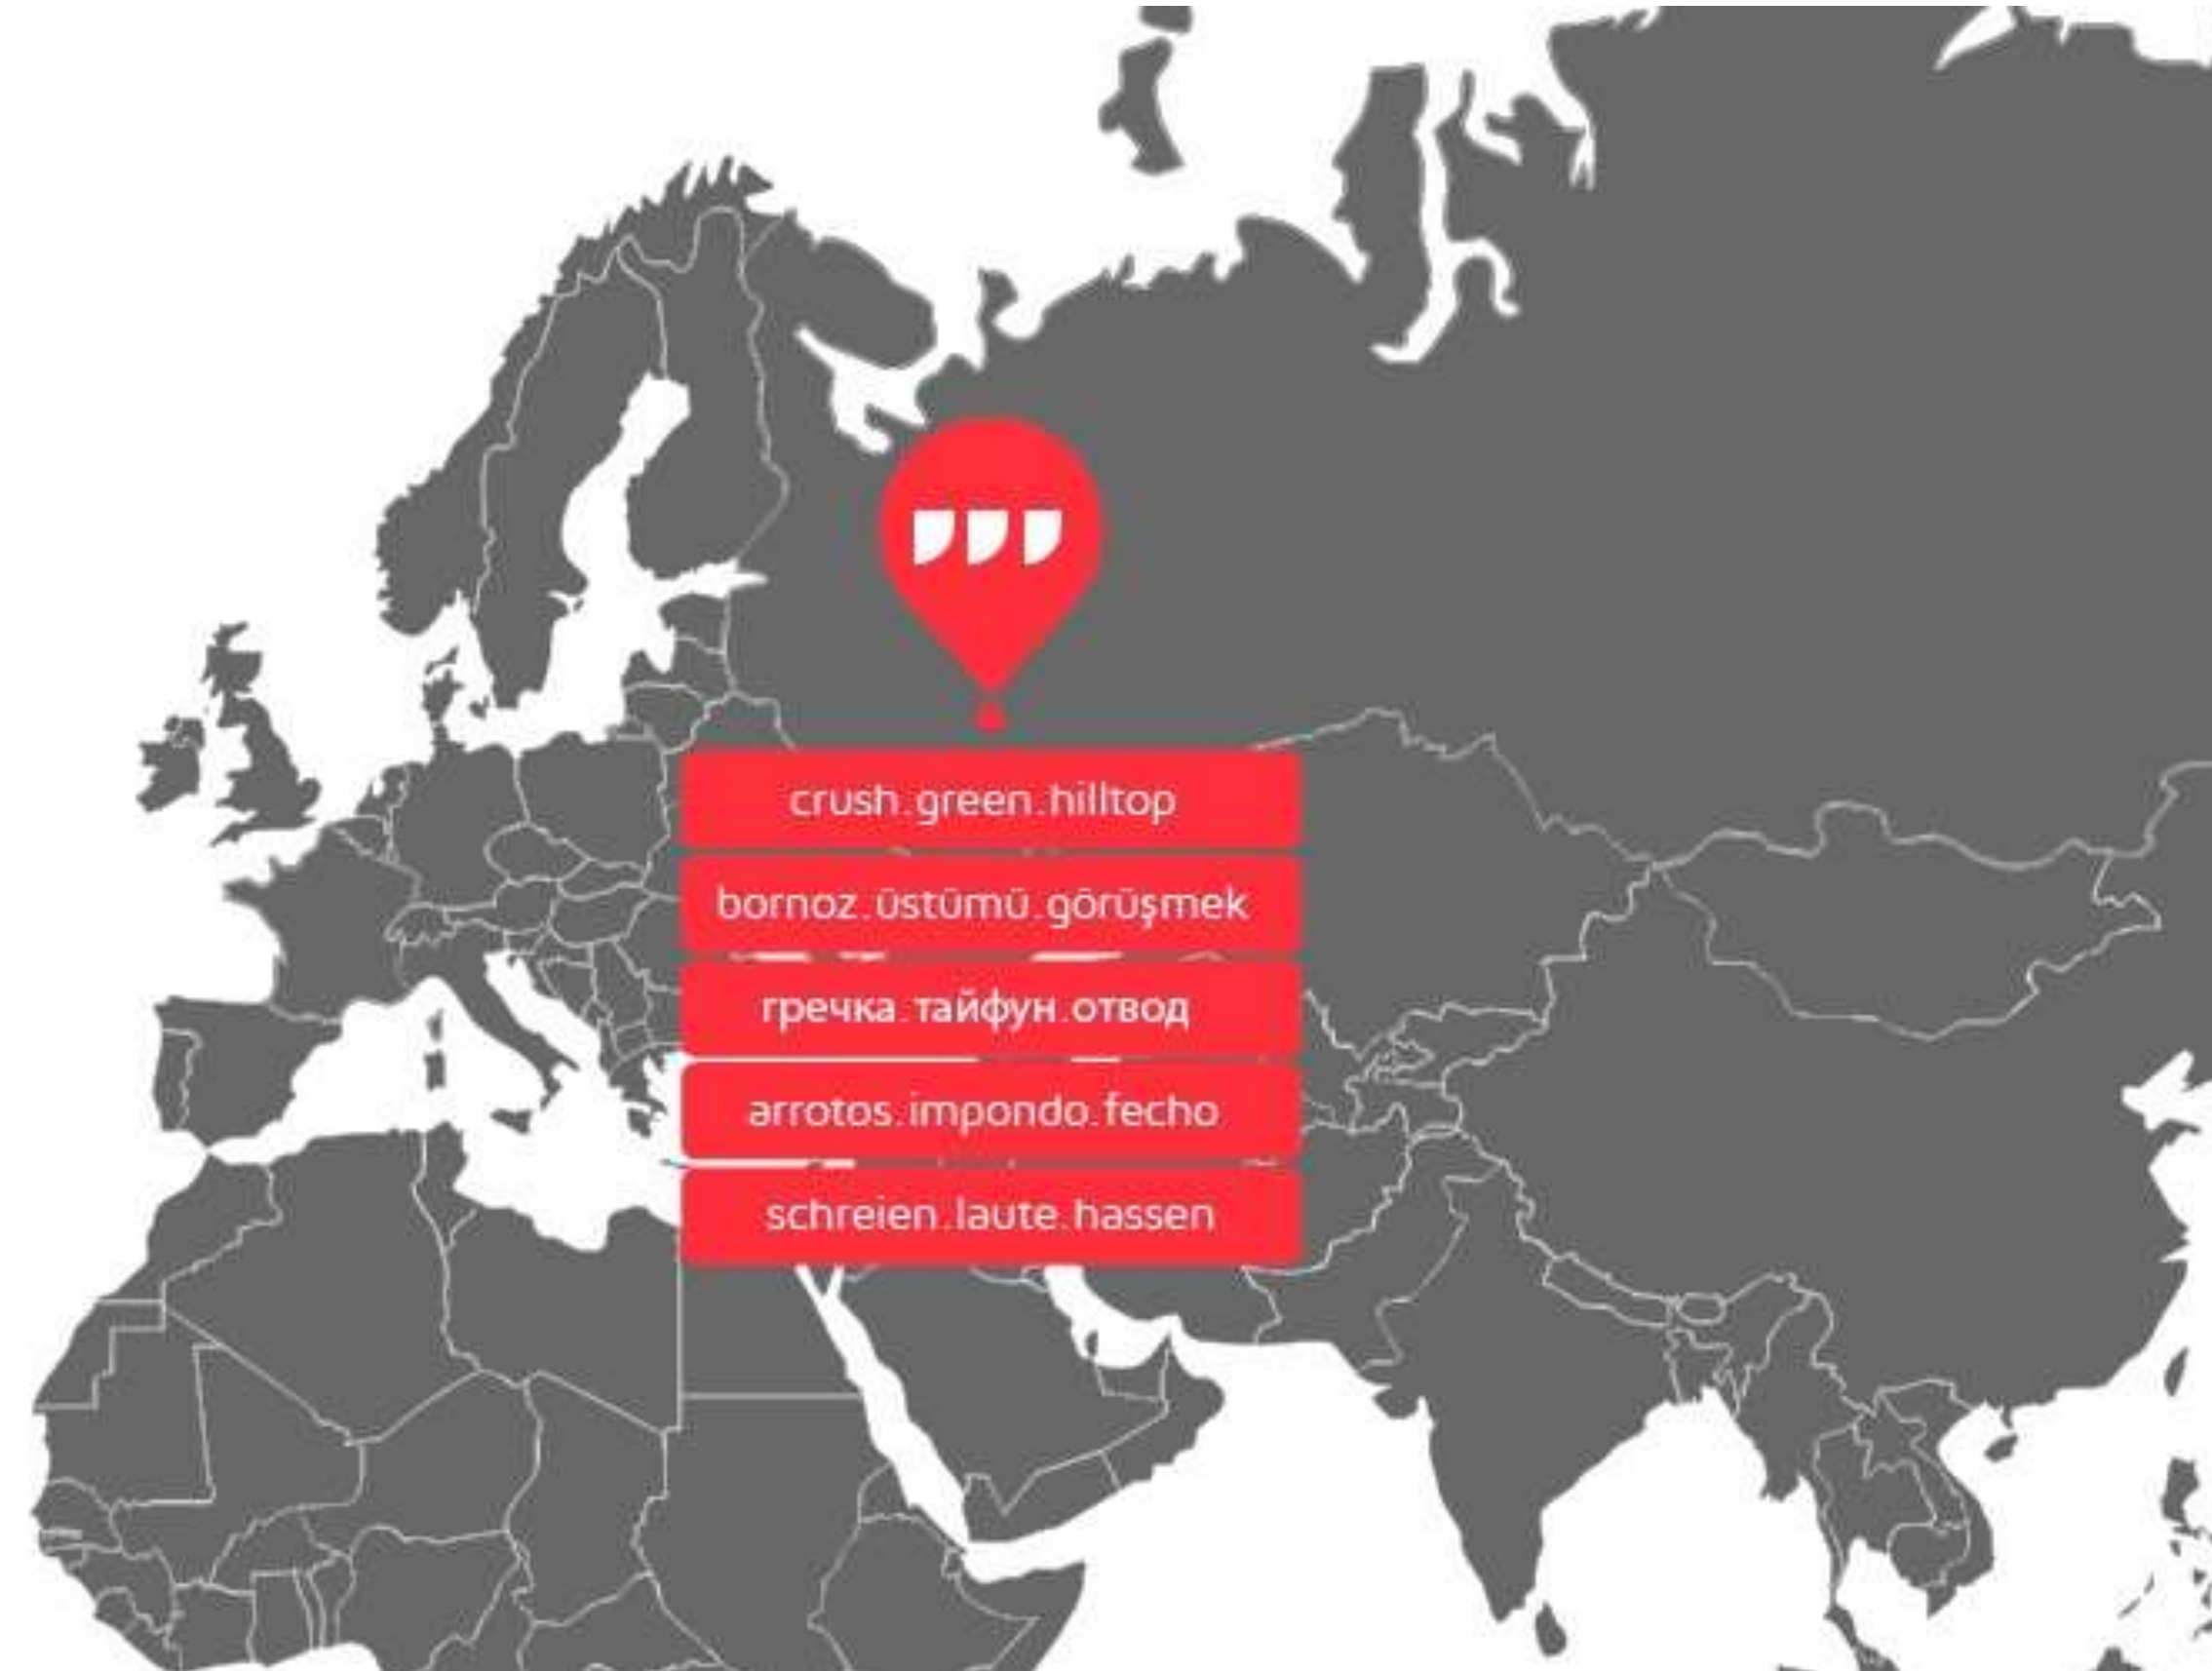 crush.green.hilltop
bornoz.üstümü.görüşmek
гречка.тайфун.отвод
arrotos.impondo.fecho
schreien.laute.hassen